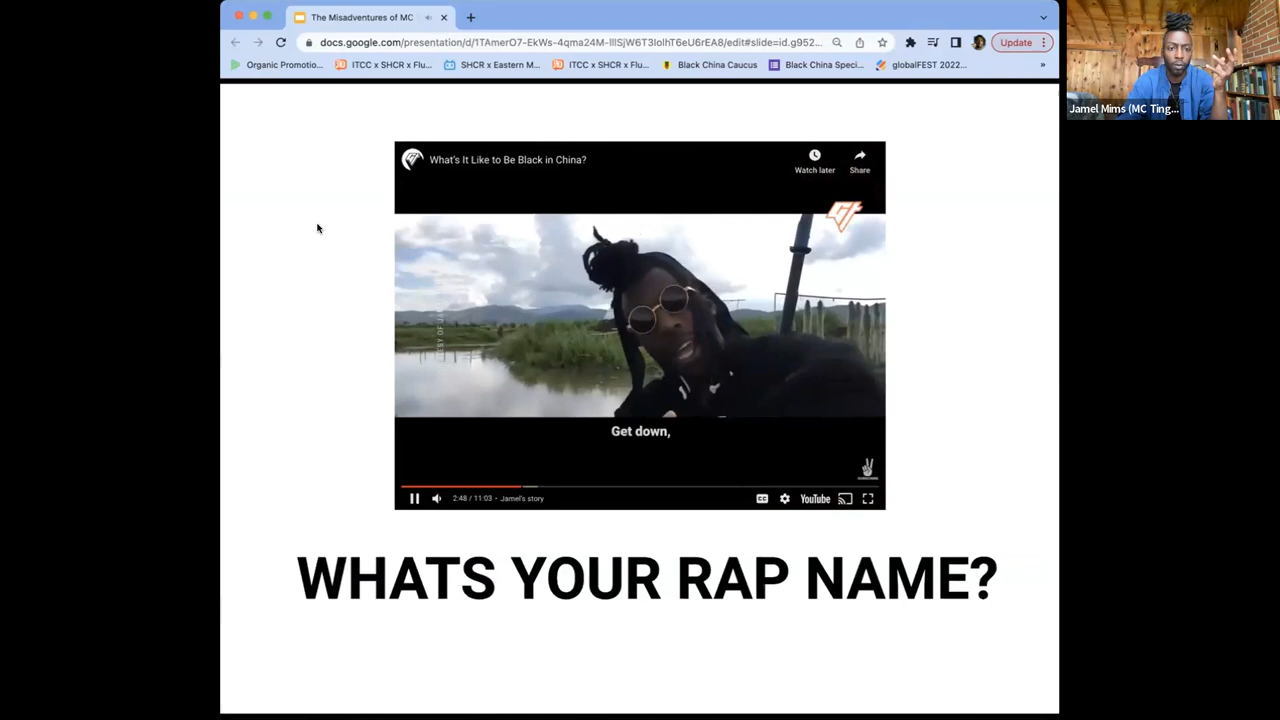 The Misadventures of MC
docs.google.com/presentation/d/1TAmerO7-EkWs-4qma24M-IIlSjW6T3IolhT6eU6rEA8/edit#slide=id.g952...
Update
Organic Promotio...
ITCC x SHCR x Flu...
SHCR x Eastern M...
ITCC x SHCR x Flu...
Black China Caucus
Black China Speci...
globalFEST 2022...
»
Jamel Mims (MC Ting...
What's It Like to Be Black in China?
Watch later
Share
Get down,
2:48 / 11:03 • Jamel's story
CC
YouTube
WHATS YOUR RAP NAME?